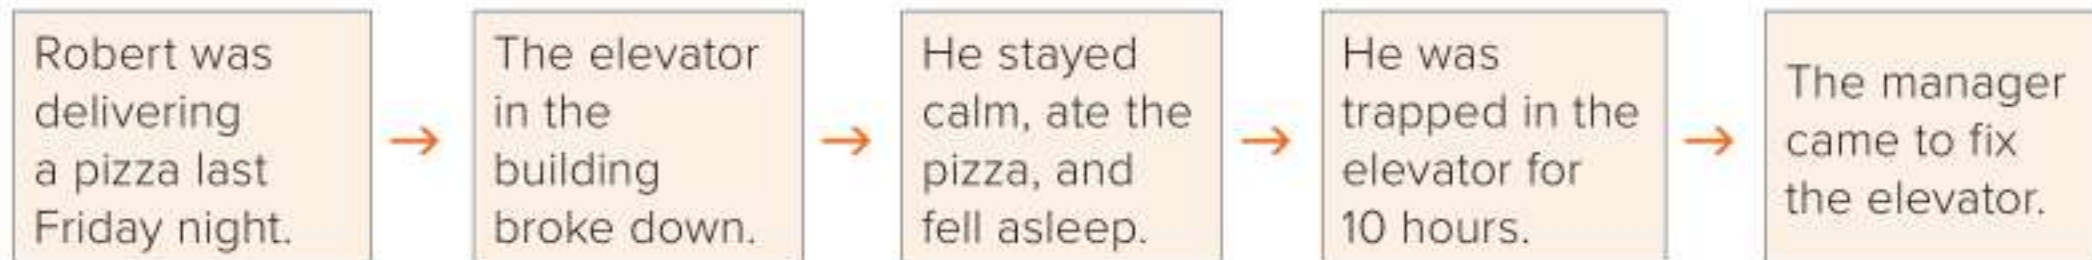 Robert was
delivering
a pizza last
Friday night.
The elevator
in the
building
broke down.
He stayed
calm, ate the
pizza, and
fell asleep.
He was
trapped in the
elevator for
10 hours.
The manager
came to fix
the elevator.